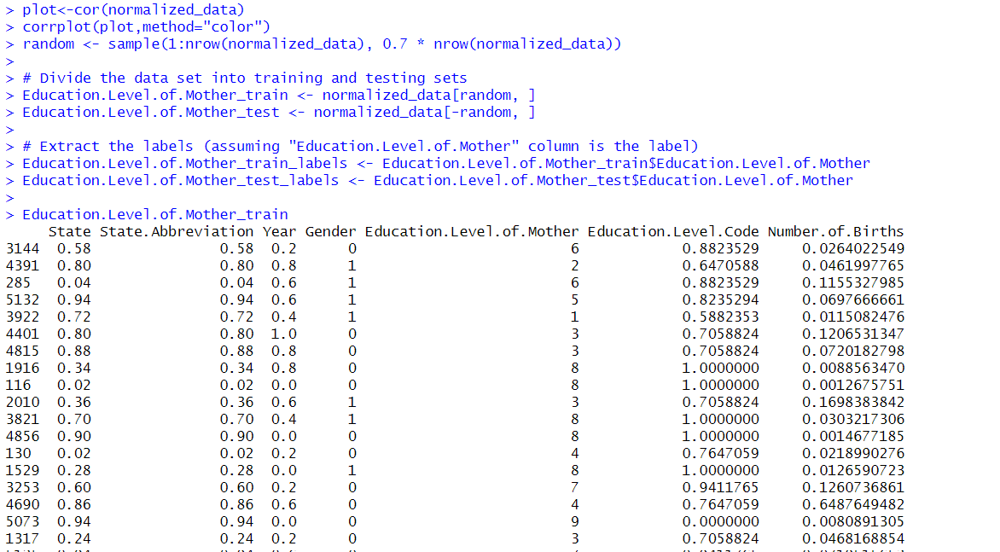 > plot<-cor(normalized_data)
> corrplot(plot,method="color")
> random <- sample(1:nrow(normalized_data), 0.7 * nrow(normalized_data))
>
> # Divide the data set into training and testing sets
> Education.Level.of.Mother_train <- normalized_data[random, ]
> Education.Level.of.Mother_test <- normalized_data[-random, ]
>
> # Extract the labels (assuming "Education.Level.of.Mother" column is the label)
> Education.Level.of.Mother_train_labels <- Education.Level.of.Mother_train$Education.Level.of.Mother
> Education.Level.of.Mother_test_labels <- Education.Level.of.Mother_test$Education.Level.of.Mother
>
> Education.Level.of.Mother_train
State State.Abbreviation Year Gender Education.Level.of.Mother Education.Level.Code Number.of.Births
3144 0.58 0.58 0.2 0 6 0.8823529 0.0264022549
4391 0.80 0.80 0.8 1 2 0.6470588 0.0461997765
285 0.04 0.04 0.6 1 6 0.8823529 0.1155327985
5132 0.94 0.94 0.6 1 5 0.8235294 0.0697666661
3922 0.72 0.72 0.4 1 1 0.5882353 0.0115082476
4401 0.80 0.80 1.0 0 3 0.7058824 0.1206531347
4815 0.88 0.88 0.8 0 3 0.7058824 0.0720182798
1916 0.34 0.34 0.8 0 8 1.0000000 0.0088563470
116 0.02 0.02 0.0 0 8 1.0000000 0.0012675751
2010 0.36 0.36 0.6 1 3 0.7058824 0.1698383842
3821 0.70 0.70 0.4 1 8 1.0000000 0.0303217306
4856 0.90 0.90 0.0 0 8 1.0000000 0.0014677185
130 0.02 0.02 0.2 0 4 0.7647059 0.0218990276
1529 0.28 0.28 0.0 1 8 1.0000000 0.0126590723
3253 0.60 0.60 0.2 0 7 0.9411765 0.1260736861
4690 0.86 0.86 0.6 0 4 0.7647059 0.6487649482
5073 0.94 0.94 0.0 0 9 0.0000000 0.0080891305
1317 0.24 0.24 0.2 0 3 0.7058824 0.0468168854